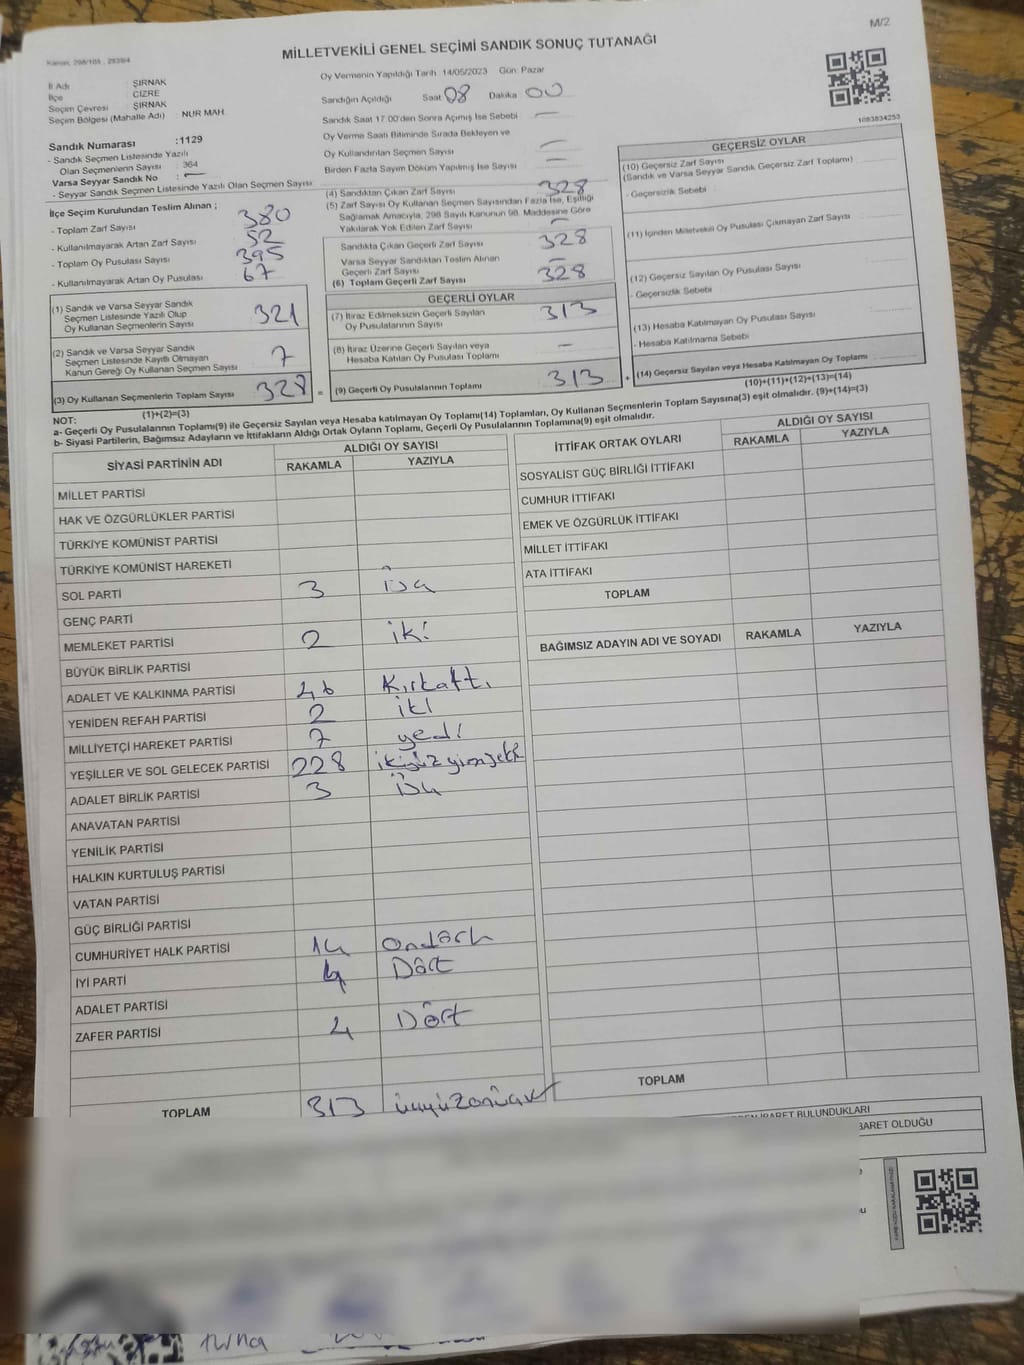 M/2
MİLLETVEKİLİ GENEL SEÇİMİ SANDIK SONUÇ TUTANAĞI
Oy Vermenin Yapıldığı Tarih 14/05/2023 Gün: Pazar
İl Adı : ŞIRNAK
İlçe : CİZRE
Seçim Çevresi : ŞIRNAK
Seçim Bölgesi (Mahalle Adı) : NUR MAH.
Sandık Numarası :1129
- Sandık Seçmen Listesinde Yazılı
Olan Seçmenlerin Sayısı : 364
Varsa Seyyar Sandık No : —
- Seyyar Sandık Seçmen Listesinde Yazılı Olan Seçmen Sayısı
Sandığın Açıldığı Saat 08 Dakika 00
Sandık Saat 17:00'den Sonra Açımış İse Sebebi —
Oy Verme Saati Bitiminde Sırada Bekleyen ve
Oy Kullandırılan Seçmen Sayısı —
Birden Fazla Sayım Döküm Yapılmış İse Sayısı —
1083834253
İlçe Seçim Kurulundan Teslim Alınan ;
- Toplam Zarf Sayısı 380
- Kullanılmayarak Artan Zarf Sayısı 52
- Toplam Oy Pusulası Sayısı 395
- Kullanılmayarak Artan Oy Pusulası 67
(1) Sandık ve Varsa Seyyar Sandık
Seçmen Listesinde Yazılı Olup
Oy Kullanan Seçmenlerin Sayısı 321
(2) Sandık ve Varsa Seyyar Sandık
Seçmen Listesinde Kayıtlı Olmayan
Kanun Gereği Oy Kullanan Seçmen Sayısı 7
(3) Oy Kullanan Seçmenlerin Toplam Sayısı 328 =
(4) Sandıktan Çıkan Zarf Sayısı 328
(5) Zarf Sayısı Oy Kullanan Seçmen Sayısından Fazla İse, Eşitliği
Sağlamak Amacıyla, 298 Sayılı Kanunun 98. Maddesine Göre
Yakılarak Yok Edilen Zarf Sayısı —
Sandıkta Çıkan Geçerli Zarf Sayısı 328
Varsa Seyyar Sandıktan Teslim Alınan
Geçerli Zarf Sayısı —
(6) Toplam Geçerli Zarf Sayısı 328
GEÇERLİ OYLAR
(7) İtiraz Edilmeksizin Geçerli Sayılan
Oy Pusulalarının Sayısı 313
(8) İtiraz Üzerine Geçerli Sayılan veya
Hesaba Katılan Oy Pusulası Toplamı —
(9) Geçerli Oy Pusulalarının Toplamı 313 +
GEÇERSİZ OYLAR
(10) Geçersiz Zarf Sayısı
(Sandık ve Varsa Seyyar Sandık Geçersiz Zarf Toplamı)
- Geçersizlik Sebebi
(11) İçinden Milletvekili Oy Pusulası Çıkmayan Zarf Sayısı
(12) Geçersiz Sayılan Oy Pusulası Sayısı
- Geçersizlik Sebebi
(13) Hesaba Katılmayan Oy Pusulası Sayısı
- Hesaba Katılmama Sebebi
(14) Geçersiz Sayılan veya Hesaba Katılmayan Oy Toplamı
(10)+(11)+(12)+(13)=(14)
NOT: (1)+(2)=(3)
a- Geçerli Oy Pusulalarının Toplamı(9) ile Geçersiz Sayılan veya Hesaba katılmayan Oy Toplamı(14) Toplamları, Oy Kullanan Seçmenlerin Toplam Sayısına(3) eşit olmalıdır. (9)+(14)=(3)
b- Siyasi Partilerin, Bağımsız Adayların ve İttifakların Aldığı Ortak Oyların Toplamı, Geçerli Oy Pusulalarının Toplamına(9) eşit olmalıdır.
SİYASİ PARTİNİN ADI ALDIĞI OY SAYISI
RAKAMLA YAZIYLA
MİLLET PARTİSİ
HAK VE ÖZGÜRLÜKLER PARTİSİ
TÜRKİYE KOMÜNİST PARTİSİ
TÜRKİYE KOMÜNİST HAREKETİ
SOL PARTİ 3
GENÇ PARTİ
MEMLEKET PARTİSİ 2 iki
BÜYÜK BİRLİK PARTİSİ
ADALET VE KALKINMA PARTİSİ 46 Kırkaltı
YENİDEN REFAH PARTİSİ 2 iki
MİLLİYETÇİ HAREKET PARTİSİ 7 yedi
YEŞİLLER VE SOL GELECEK PARTİSİ 228
ADALET BİRLİK PARTİSİ 3
ANAVATAN PARTİSİ
YENİLİK PARTİSİ
HALKIN KURTULUŞ PARTİSİ
VATAN PARTİSİ
GÜÇ BİRLİĞİ PARTİSİ
CUMHURİYET HALK PARTİSİ 14
İYİ PARTİ 4 Dört
ADALET PARTİSİ
ZAFER PARTİSİ 4 Dört
TOPLAM 313
İTTİFAK ORTAK OYLARI ALDIĞI OY SAYISI
RAKAMLA YAZIYLA
SOSYALİST GÜÇ BİRLİĞİ İTTİFAKI
CUMHUR İTTİFAKI
EMEK VE ÖZGÜRLÜK İTTİFAKI
MİLLET İTTİFAKI
ATA İTTİFAKI
TOPLAM
BAĞIMSIZ ADAYIN ADI VE SOYADI RAKAMLA YAZIYLA
TOPLAM
İBARET BULUNDUKLARI
BARET OLDUĞU